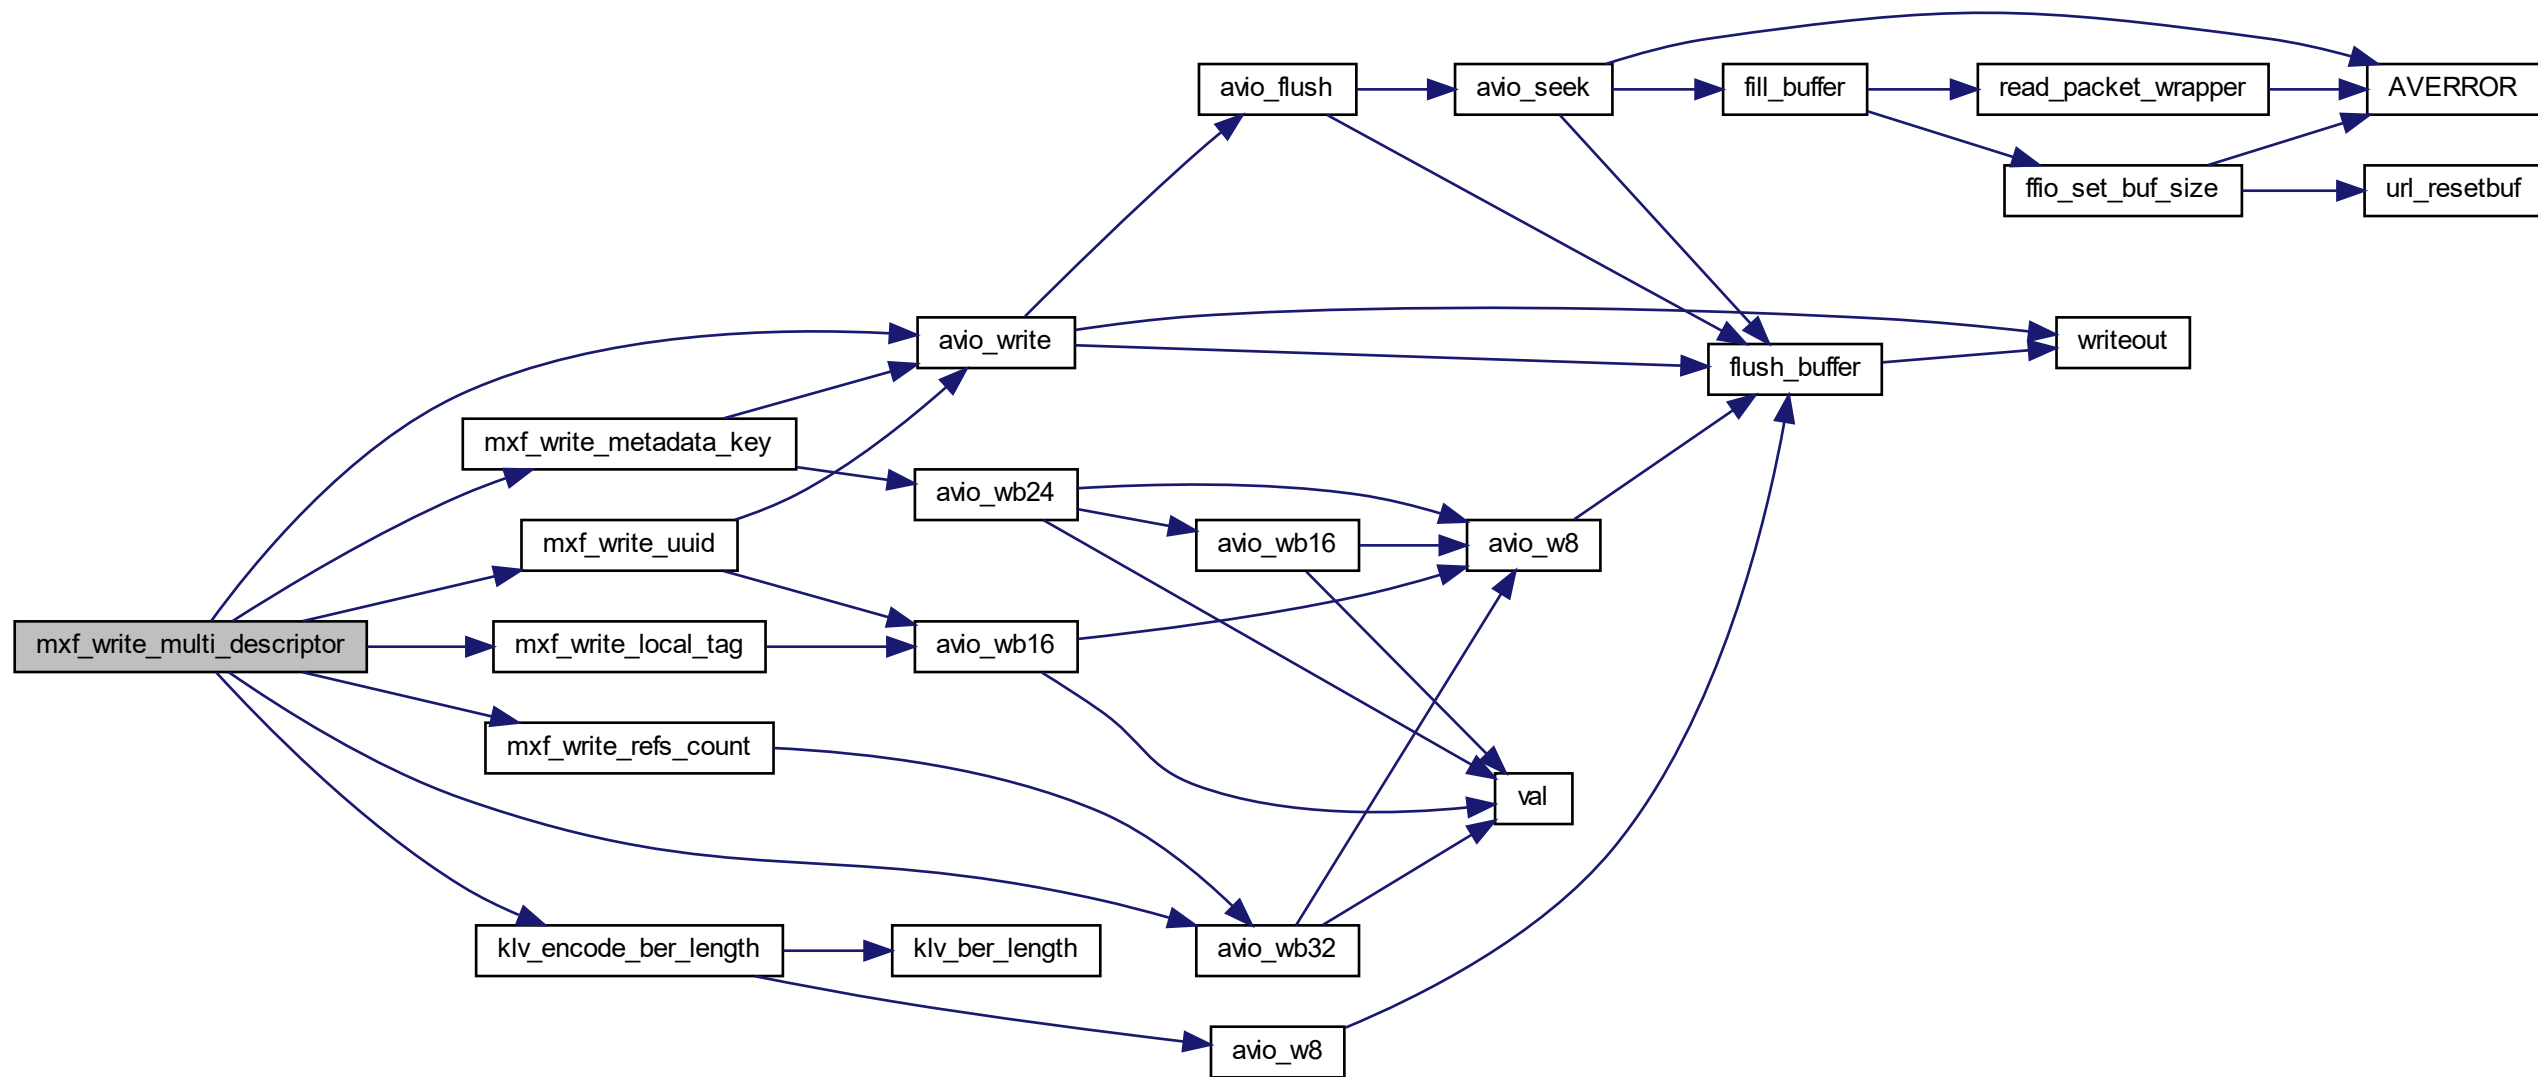 avio_flush
avio_seek
fill_buffer
read_packet_wrapper
AVERROR
ffio_set_buf_size
url_resetbuf
avio_write
writeout
flush_buffer
mxf_write_metadata_key
avio_wb24
mxf_write_uuid
avio_wb16
avio_w8
mxf_write_multi_descriptor
mxf_write_local_tag
avio_wb16
mxf_write_refs_count
val
klv_encode_ber_length
klv_ber_length
avio_wb32
avio_w8